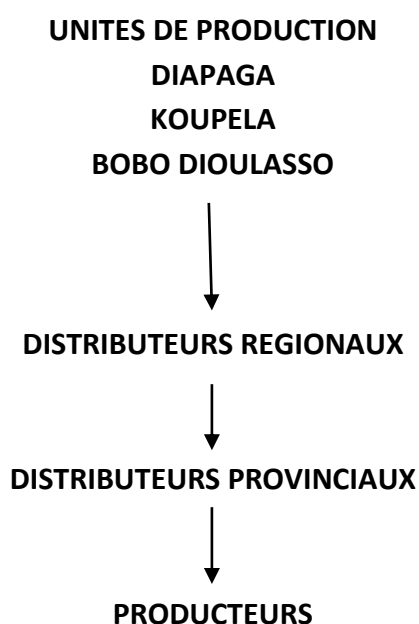 UNITES DE PRODUCTION
DIAPAGA
KOUPELA
BOBO DIOULASSO
DISTRIBUTEURS REGIONAUX
DISTRIBUTEURS PROVINCIAUX
PRODUCTEURS